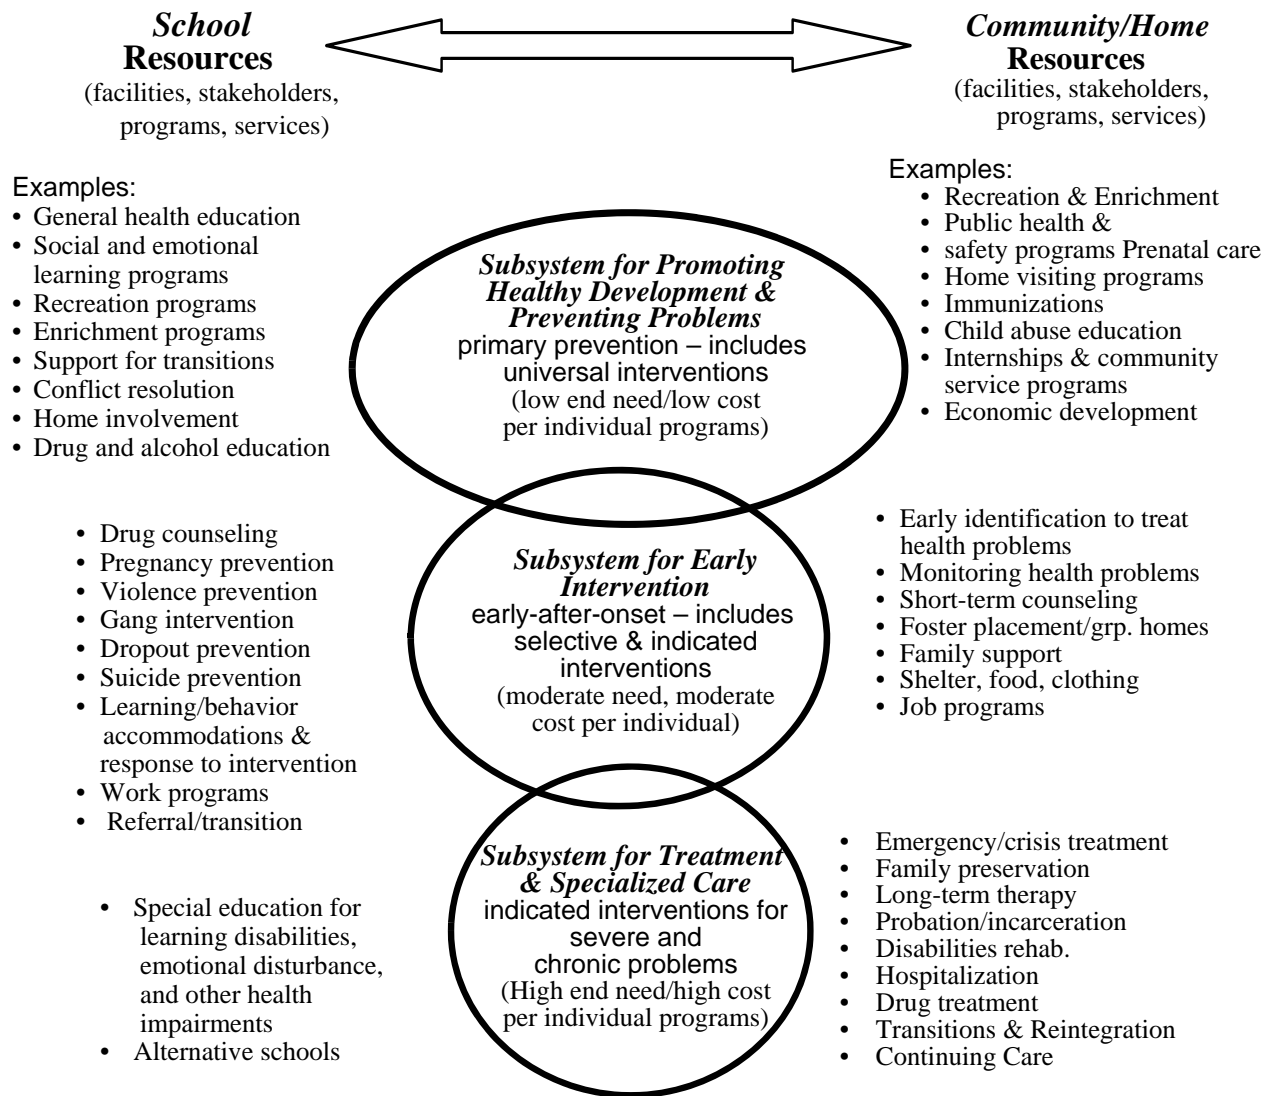 School
Resources
(facilities, stakeholders,
programs, services)
Community/Home
Resources
(facilities, stakeholders,
programs, services)
Examples:
• General health education
• Social and emotional
learning programs
• Recreation programs
• Enrichment programs
• Support for transitions
• Conflict resolution
• Home involvement
• Drug and alcohol education
Subsystem for Promoting
Healthy Development &
Preventing Problems
primary prevention – includes
universal interventions
(low end need/low cost
per individual programs)
Examples:
• Recreation & Enrichment
• Public health &
• safety programs Prenatal care
• Home visiting programs
• Immunizations
• Child abuse education
• Internships & community
service programs
• Economic development
• Drug counseling
• Pregnancy prevention
• Violence prevention
• Gang intervention
• Dropout prevention
• Suicide prevention
• Learning/behavior
accommodations &
response to intervention
• Work programs
• Referral/transition
Subsystem for Early
Intervention
early-after-onset – includes
selective & indicated
interventions
(moderate need, moderate
cost per individual)
• Early identification to treat
health problems
• Monitoring health problems
• Short-term counseling
• Foster placement/grp. homes
• Family support
• Shelter, food, clothing
• Job programs
• Special education for
learning disabilities,
emotional disturbance,
and other health
impairments
• Alternative schools
Subsystem for Treatment
& Specialized Care
indicated interventions for
severe and
chronic problems
(High end need/high cost
per individual programs)
• Emergency/crisis treatment
• Family preservation
• Long-term therapy
• Probation/incarceration
• Disabilities rehab.
• Hospitalization
• Drug treatment
• Transitions & Reintegration
• Continuing Care